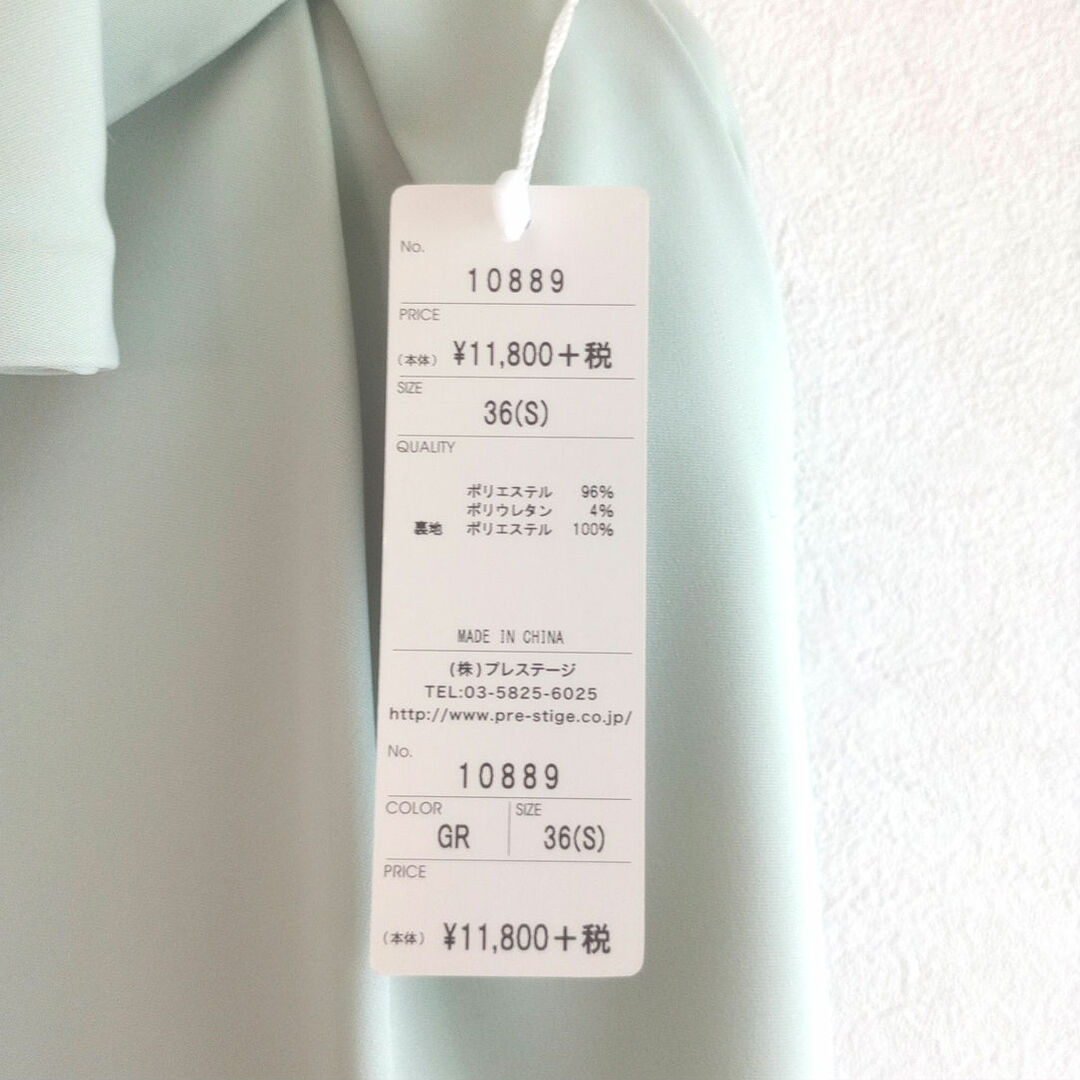 No.
10889
PRICE
(本体) ¥11,800+税
SIZE
36(S)
QUALITY
ポリエステル 96%
ポリウレタン 4%
裏地 ポリエステル 100%
MADE IN CHINA
(株)プレステージ
TEL:03-5825-6025
http://www.pre-stige.co.jp/
No.
10889
COLOR SIZE
GR 36(S)
PRICE
(本体) ¥11,800+税